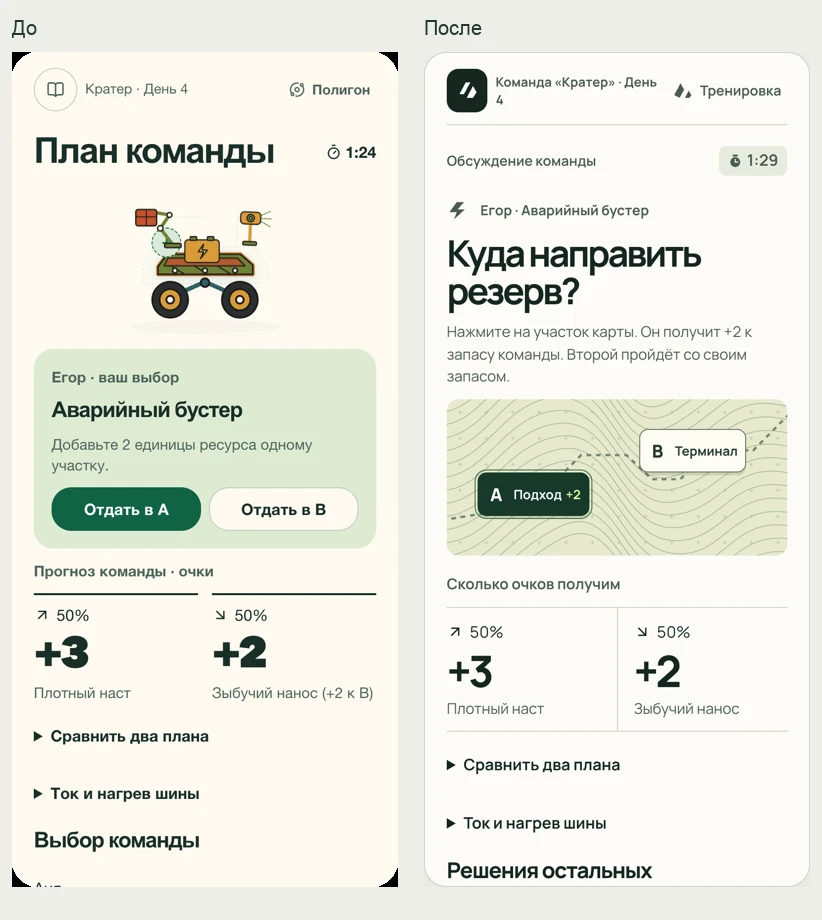 До
Кратер · День 4
Полигон
План команды
1:24
Егор · ваш выбор
Аварийный бустер
Добавьте 2 единицы ресурса одному
участку.
Отдать в A
Отдать в B
Прогноз команды · очки
50%
50%
+3
+2
Плотный наст
Зыбучий нанос (+2 к B)
Сравнить два плана
Ток и нагрев шины
Выбор команды
После
Команда «Кратер» · День
4
Тренировка
Обсуждение команды
1:29
Егор · Аварийный бустер
Куда направить
резерв?
Нажмите на участок карты. Он получит +2 к
запасу команды. Второй пройдёт со своим
запасом.
B Терминал
A Подход +2
Сколько очков получим
50%
50%
+3
+2
Плотный наст
Зыбучий нанос
Сравнить два плана
Ток и нагрев шины
Решения остальных